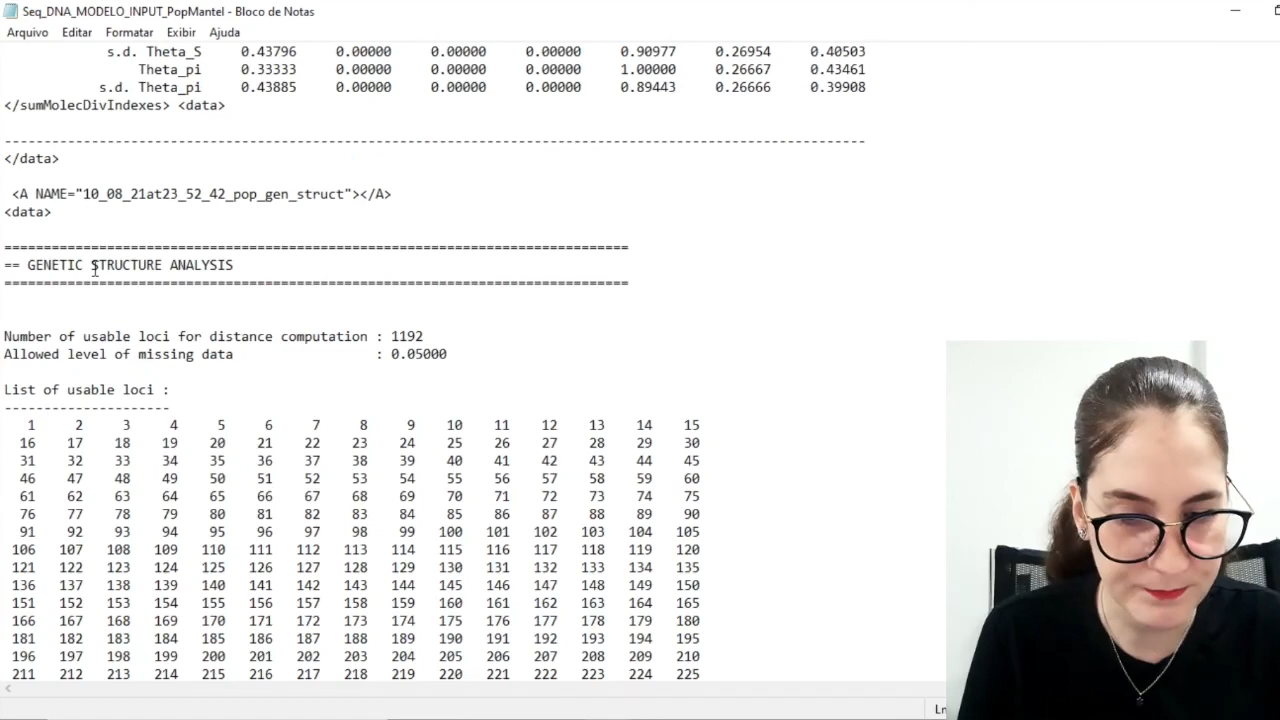 Seq_DNA_MODELO_INPUT_PopMantel - Bloco de Notas
Arquivo Editar Formatar Exibir Ajuda
s.d. Theta_S 0.43796 0.00000 0.00000 0.00000 0.90977 0.26954 0.40503
Theta_pi 0.33333 0.00000 0.00000 0.00000 1.00000 0.26667 0.43461
s.d. Theta_pi 0.43885 0.00000 0.00000 0.00000 0.89443 0.26666 0.39908
</sumMolecDivIndexes> <data>
-------------------------------------------------------------------------------------------------------------
</data>
<A NAME="10_08_21at23_52_42_pop_gen_struct"></A>
<data>
===============================================================================
== GENETIC STRUCTURE ANALYSIS
===============================================================================
Number of usable loci for distance computation : 1192
Allowed level of missing data : 0.05000
List of usable loci :
---------------------
1 2 3 4 5 6 7 8 9 10 11 12 13 14 15
16 17 18 19 20 21 22 23 24 25 26 27 28 29 30
31 32 33 34 35 36 37 38 39 40 41 42 43 44 45
46 47 48 49 50 51 52 53 54 55 56 57 58 59 60
61 62 63 64 65 66 67 68 69 70 71 72 73 74 75
76 77 78 79 80 81 82 83 84 85 86 87 88 89 90
91 92 93 94 95 96 97 98 99 100 101 102 103 104 105
106 107 108 109 110 111 112 113 114 115 116 117 118 119 120
121 122 123 124 125 126 127 128 129 130 131 132 133 134 135
136 137 138 139 140 141 142 143 144 145 146 147 148 149 150
151 152 153 154 155 156 157 158 159 160 161 162 163 164 165
166 167 168 169 170 171 172 173 174 175 176 177 178 179 180
181 182 183 184 185 186 187 188 189 190 191 192 193 194 195
196 197 198 199 200 201 202 203 204 205 206 207 208 209 210
211 212 213 214 215 216 217 218 219 220 221 222 223 224 225